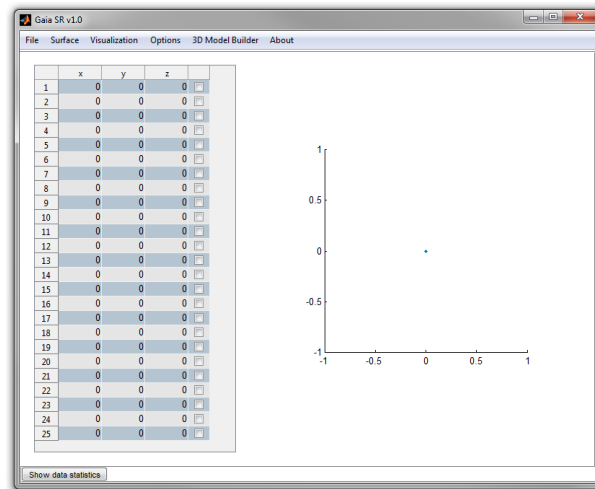 Gaia SR v1.0
File Surface Visualization Options 3D Model Builder About
x y z
1 0 0 0
2 0 0 0
3 0 0 0
4 0 0 0
5 0 0 0
6 0 0 0
7 0 0 0
8 0 0 0
9 0 0 0
10 0 0 0
11 0 0 0
12 0 0 0
13 0 0 0
14 0 0 0
15 0 0 0
16 0 0 0
17 0 0 0
18 0 0 0
19 0 0 0
20 0 0 0
21 0 0 0
22 0 0 0
23 0 0 0
24 0 0 0
25 0 0 0
1
0.5
0
-0.5
-1
-1 -0.5 0 0.5 1
Show data statistics